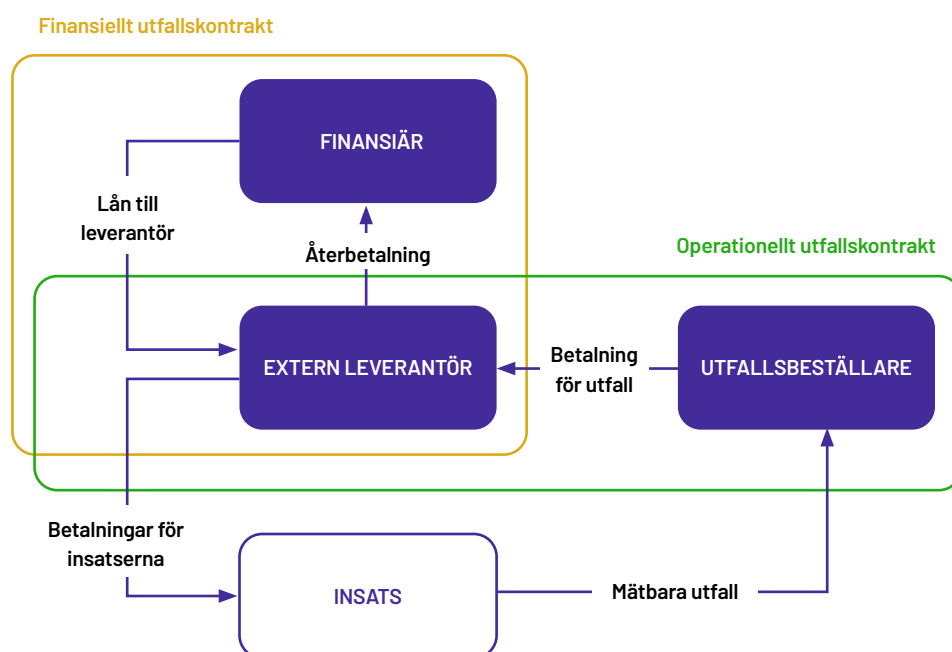 Finansiellt utfallskontrakt
FINANSIÄR
Lån till
leverantör
Återbetalning
Operationellt utfallskontrakt
EXTERN LEVERANTÖR
Betalning
för utfall
UTFALLSBESTÄLLARE
Betalningar för
insatserna
INSATS
Mätbara utfall